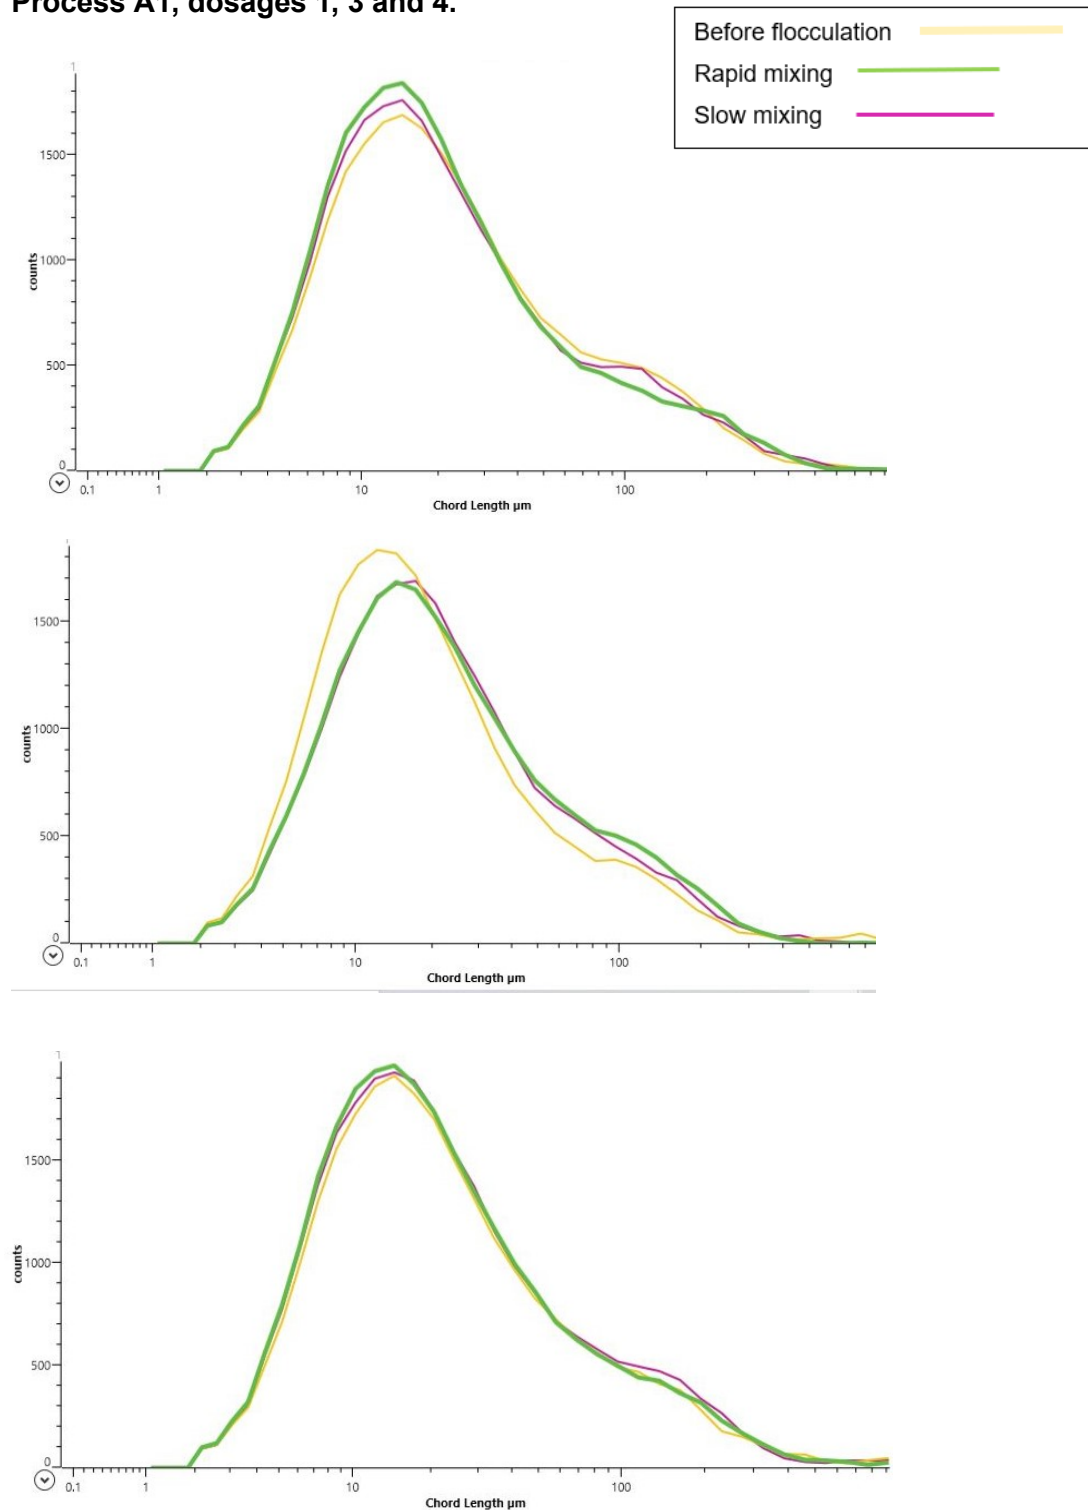 Process A1, dosages 1, 3 and 4.
Before flocculation
Rapid mixing
Slow mixing
1500
1000
500
0
counts
0.1 1 10 100
Chord Length µm
1500
1000
500
0
counts
0.1 1 10 100
Chord Length µm
1500
1000
500
0
counts
0.1 1 10 100
Chord Length µm